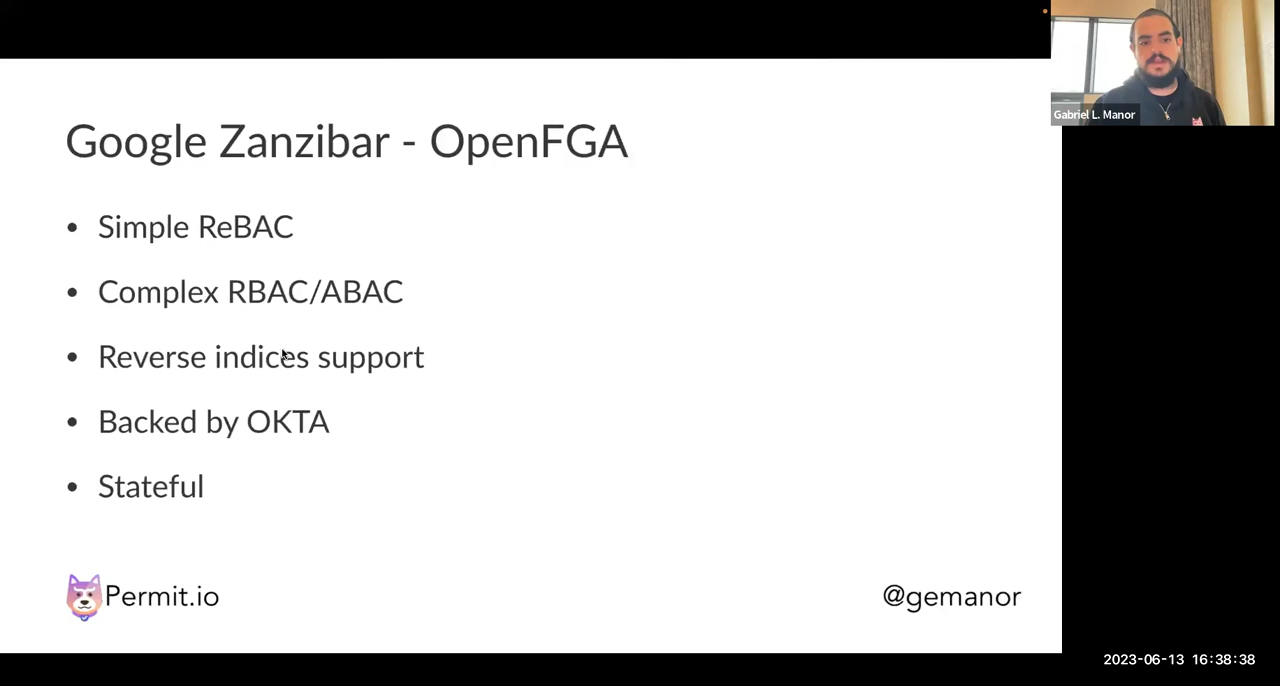 Gabriel L. Manor
Google Zanzibar - OpenFGA
• Simple ReBAC
• Complex RBAC/ABAC
• Reverse indices support
• Backed by OKTA
• Stateful
Permit.io
@gemanor
2023-06-13 16:38:38